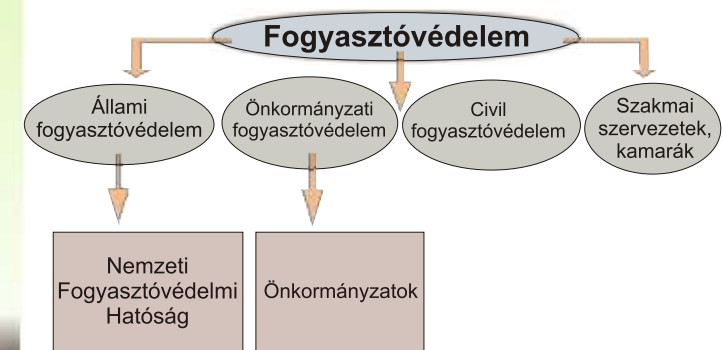 Fogyasztóvédelem
Állami
fogyasztóvédelem
Önkormányzati
fogyasztóvédelem
Civil
fogyasztóvédelem
Szakmai
szervezetek,
kamarák
Nemzeti
Fogyasztóvédelmi
Hatóság
Önkormányzatok